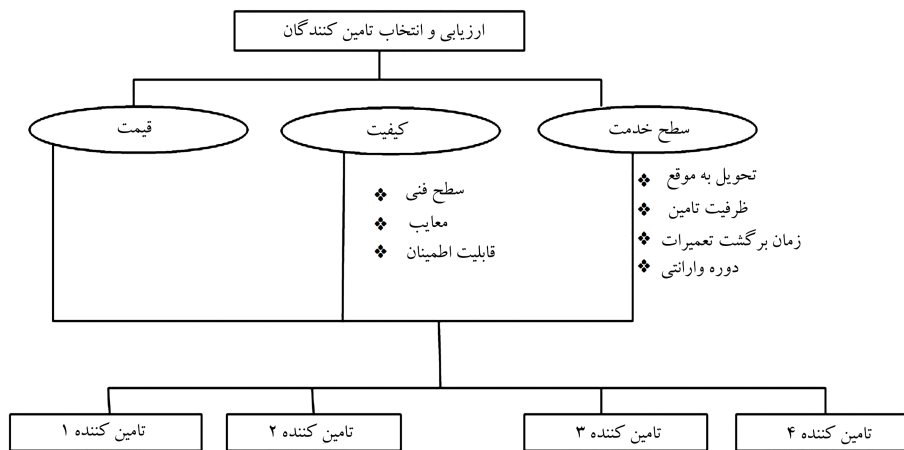 ارزیابی و انتخاب تامین کنندگان
سطح خدمت
کیفیت
قیمت
تحویل به موقع
ظرفیت تامین
زمان برگشت تعمیرات
دوره وارانتی
سطح فنی
معایب
قابلیت اطمینان
تامین کننده ۴
تامین کننده ۳
تامین کننده ۲
تامین کننده ۱